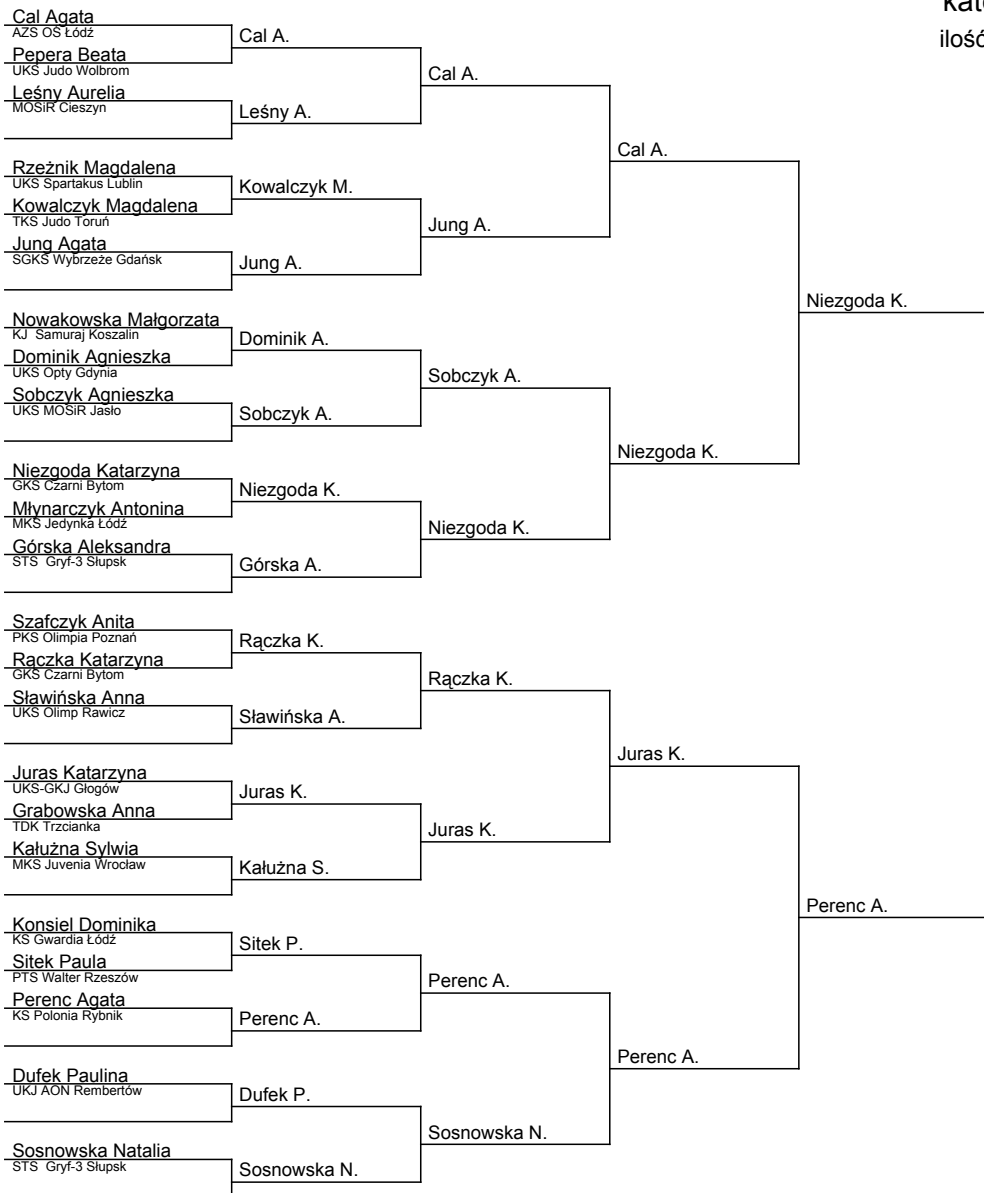 kat
ilość
Cal Agata
AZS OŚ Łódź
Cal A.
Pepera Beata
UKS Judo Wolbrom
Cal A.
Leśny Aurelia
MOSiR Cieszyn
Leśny A.
Cal A.
Rzeźnik Magdalena
UKS Spartakus Lublin
Kowalczyk M.
Kowalczyk Magdalena
TKS Judo Toruń
Jung A.
Jung Agata
SGKS Wybrzeże Gdańsk
Jung A.
Niezgoda K.
Nowakowska Małgorzata
KJ Samuraj Koszalin
Dominik A.
Dominik Agnieszka
UKS Opty Gdynia
Sobczyk A.
Sobczyk Agnieszka
UKS MOSiR Jasło
Sobczyk A.
Niezgoda K.
Niezgoda Katarzyna
GKS Czarni Bytom
Niezgoda K.
Młynarczyk Antonina
MKS Jedynka Łódź
Niezgoda K.
Górska Aleksandra
STS Gryf-3 Słupsk
Górska A.
Szafczyk Anita
PKS Olimpia Poznań
Rączka K.
Rączka Katarzyna
GKS Czarni Bytom
Rączka K.
Sławińska Anna
UKS Olimp Rawicz
Sławińska A.
Juras K.
Juras Katarzyna
UKS-GKJ Głogów
Juras K.
Grabowska Anna
TDK Trzcianka
Juras K.
Kałużna Sylwia
MKS Juvenia Wrocław
Kałużna S.
Perenc A.
Konsiel Dominika
KS Gwardia Łódź
Sitek P.
Sitek Paula
PTS Walter Rzeszów
Perenc A.
Perenc Agata
KS Polonia Rybnik
Perenc A.
Perenc A.
Dufek Paulina
UKJ AON Rembertów
Dufek P.
Sosnowska N.
Sosnowska Natalia
STS Gryf-3 Słupsk
Sosnowska N.